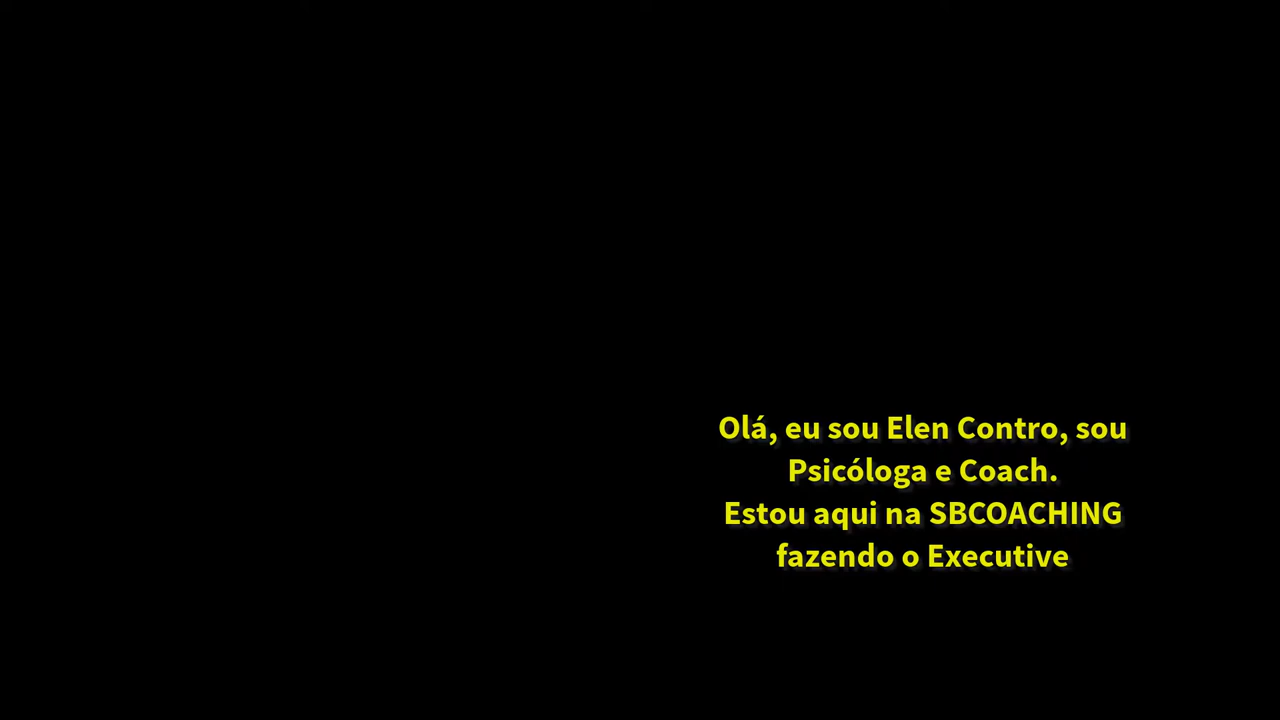 Olá, eu sou Elen Contro, sou
Psicóloga e Coach.
Estou aqui na SBCOACHING
fazendo o Executive